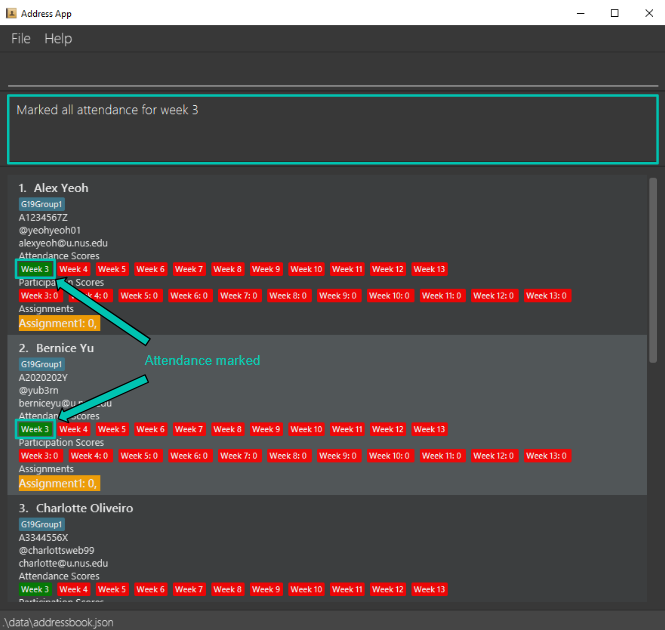 Address App
File Help
Marked all attendance for week 3
1. Alex Yeoh
G19Group1
A1234567Z
@yeohyeoh01
alexyeoh@u.nus.edu
Attendance Scores
Week 3 Week 4 Week 5 Week 6 Week 7 Week 8 Week 9 Week 10 Week 11 Week 12 Week 13
Participation Scores
Week 3: 0 Week 4: 0 Week 5: 0 Week 6: 0 Week 7: 0 Week 8: 0 Week 9: 0 Week 10: 0 Week 11: 0 Week 12: 0 Week 13: 0
Assignments
Assignment1: 0,
2. Bernice Yu
Attendance marked
G19Group1
A2020202Y
@yub3rn
berniceyu@u.nus.edu
Attendance Scores
Week 3 Week 4 Week 5 Week 6 Week 7 Week 8 Week 9 Week 10 Week 11 Week 12 Week 13
Participation Scores
Week 3: 0 Week 4: 0 Week 5: 0 Week 6: 0 Week 7: 0 Week 8: 0 Week 9: 0 Week 10: 0 Week 11: 0 Week 12: 0 Week 13: 0
Assignments
Assignment1: 0,
3. Charlotte Oliveiro
G19Group1
A3344556X
@charlottsweb99
charlotte@u.nus.edu
Attendance Scores
Week 3 Week 4 Week 5 Week 6 Week 7 Week 8 Week 9 Week 10 Week 11 Week 12 Week 13
Participation Scores
.\data\addressbook.json